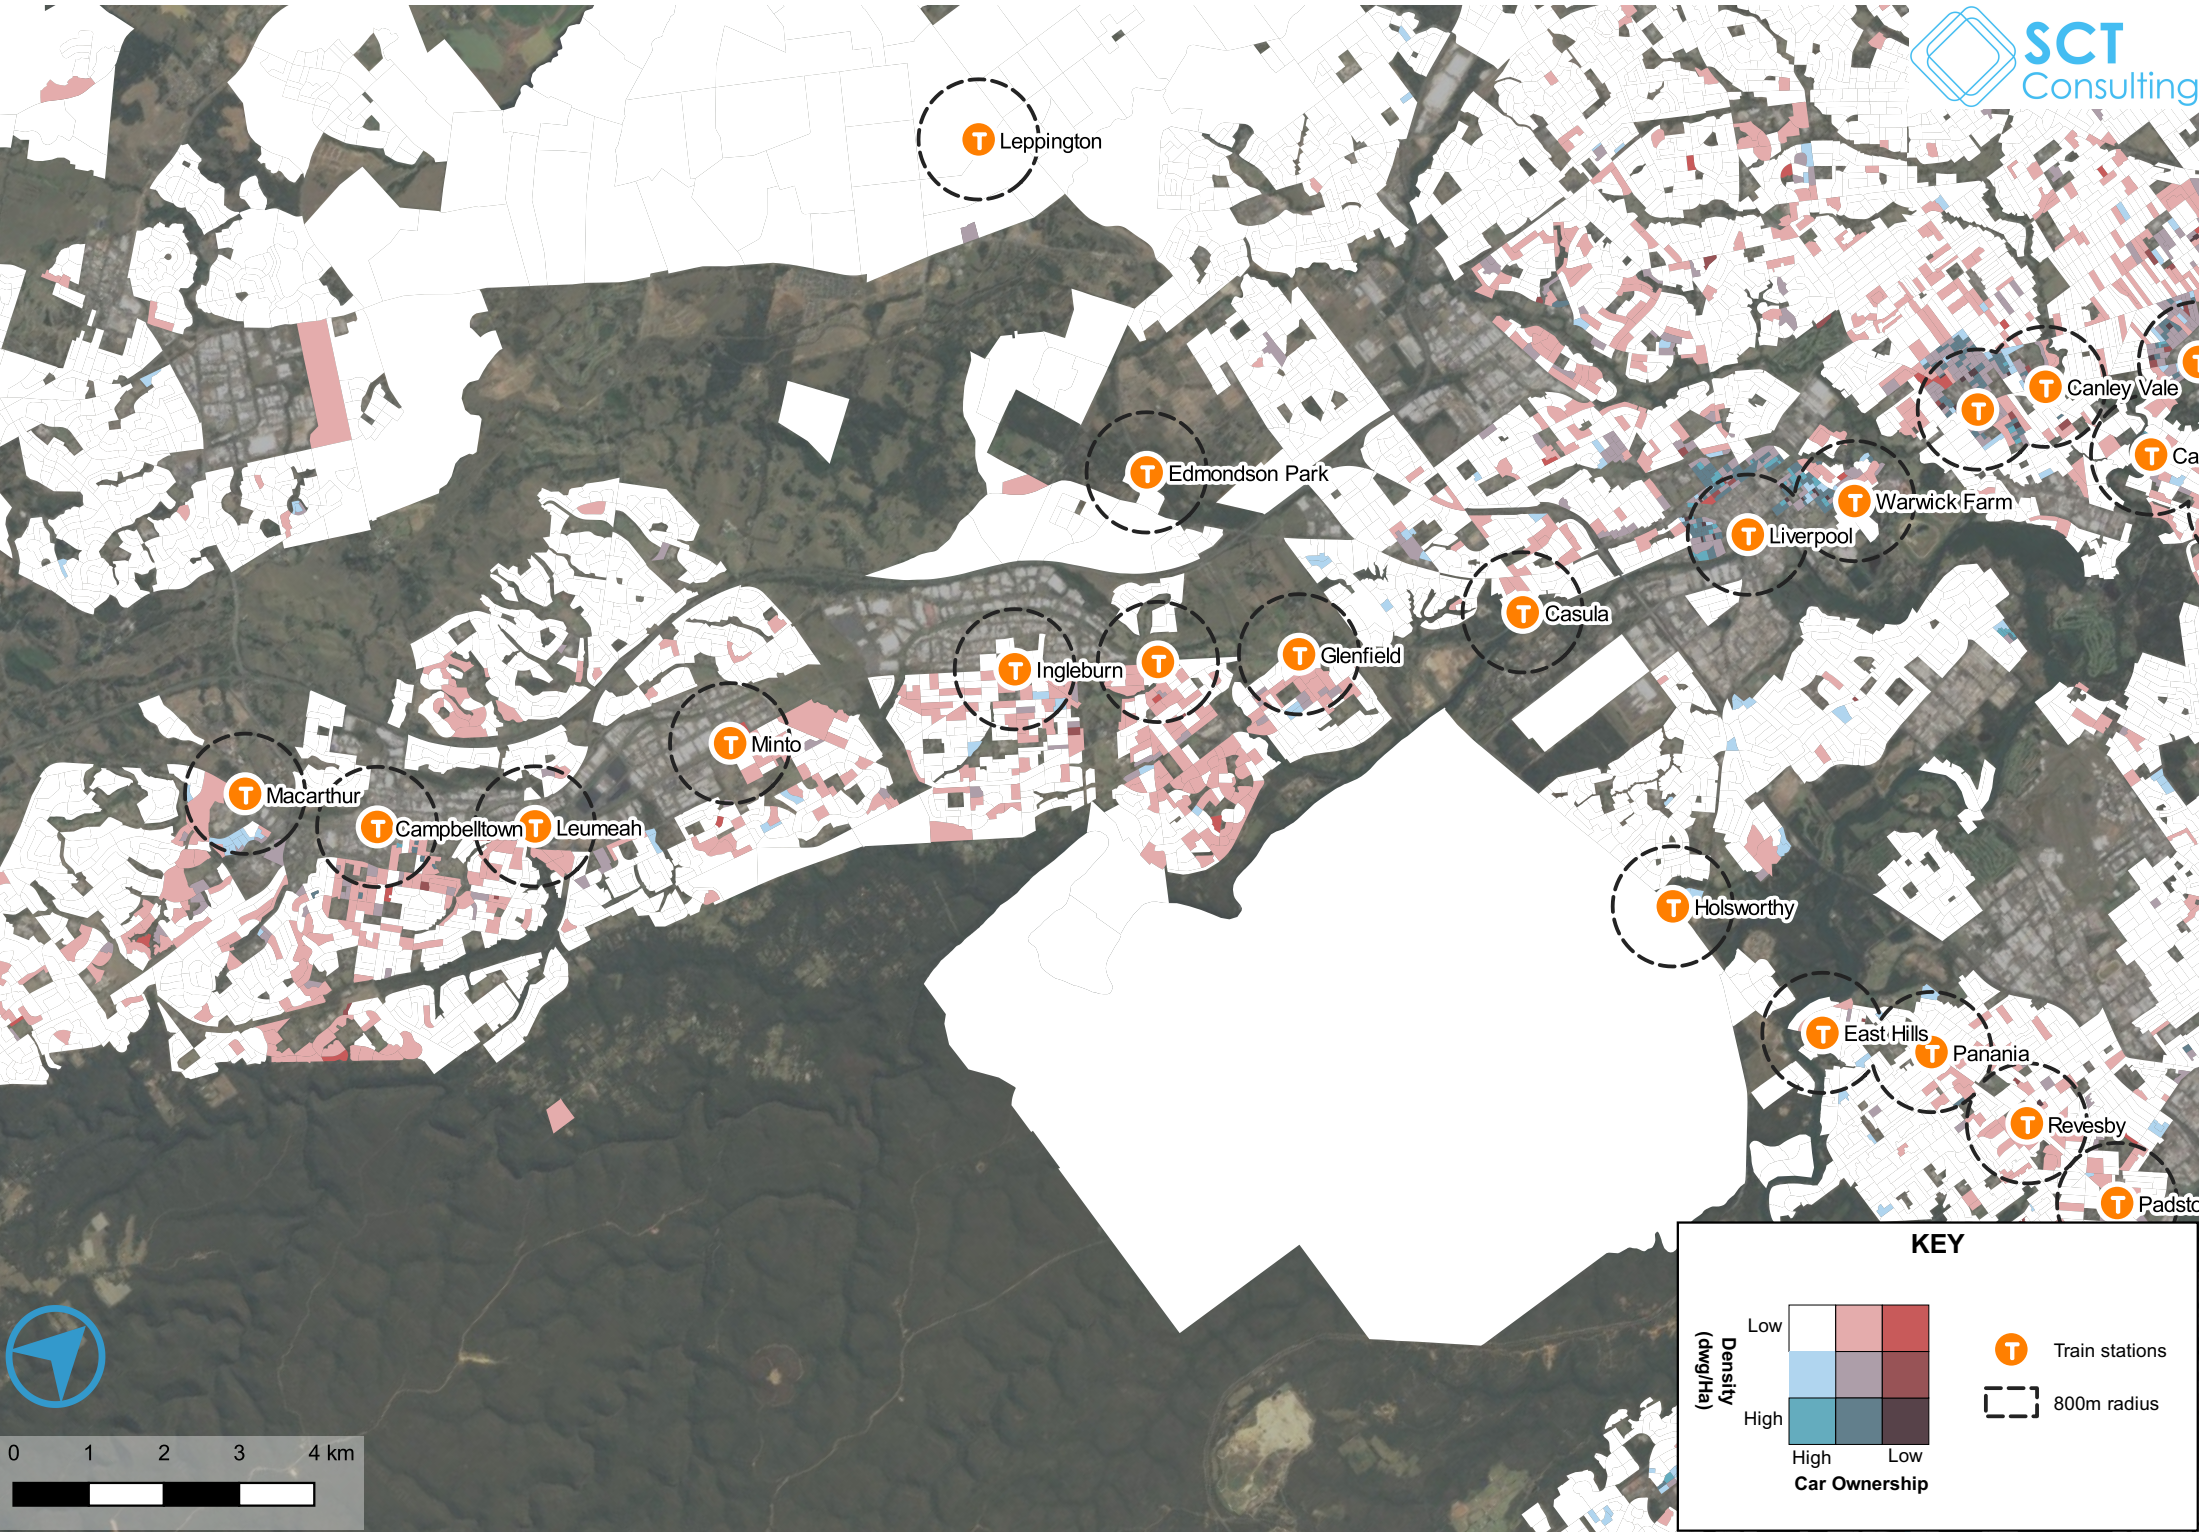 SCT
Consulting
Leppington
Canley Vale
Ca
Edmondson Park
Warwick Farm
Liverpool
Casula
Glenfield
Ingleburn
Minto
Macarthur
Campbelltown
Leumeah
Holsworthy
East Hills
Panania
Revesby
Padsto
KEY
Low
High
Density
(dwg/Ha)
High
Low
Car Ownership
T
Train stations
800m radius
0 1 2 3 4 km